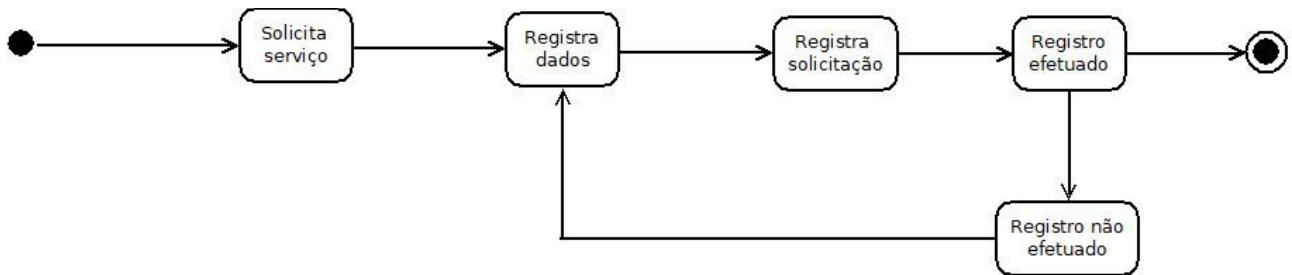 Solicita
serviço
Registra
dados
Registra
solicitação
Registro
efetuado
Registro não
efetuado